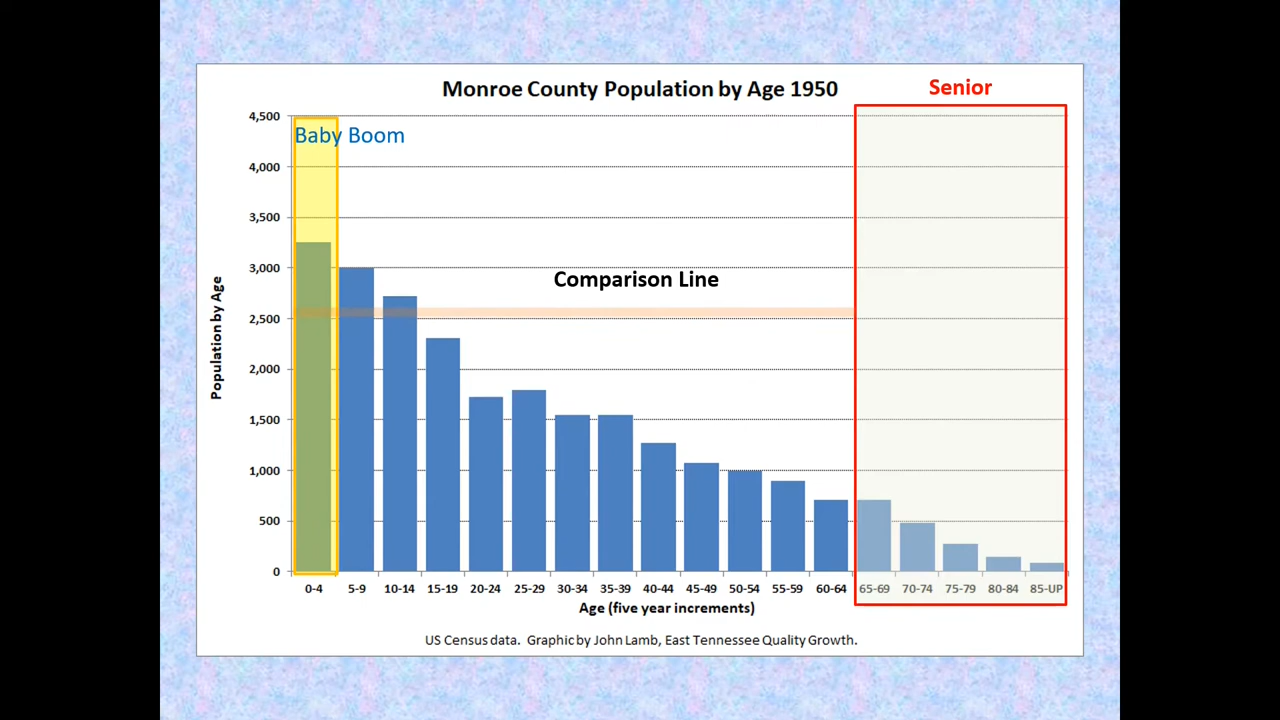 Monroe County Population by Age 1950
Senior
Baby Boom
4,500
4,000
3,500
3,000
2,500
2,000
1,500
1,000
500
0
Population by Age
Comparison Line
0-4 5-9 10-14 15-19 20-24 25-29 30-34 35-39 40-44 45-49 50-54 55-59 60-64 65-69 70-74 75-79 80-84 85-UP
Age (five year increments)
US Census data. Graphic by John Lamb, East Tennessee Quality Growth.